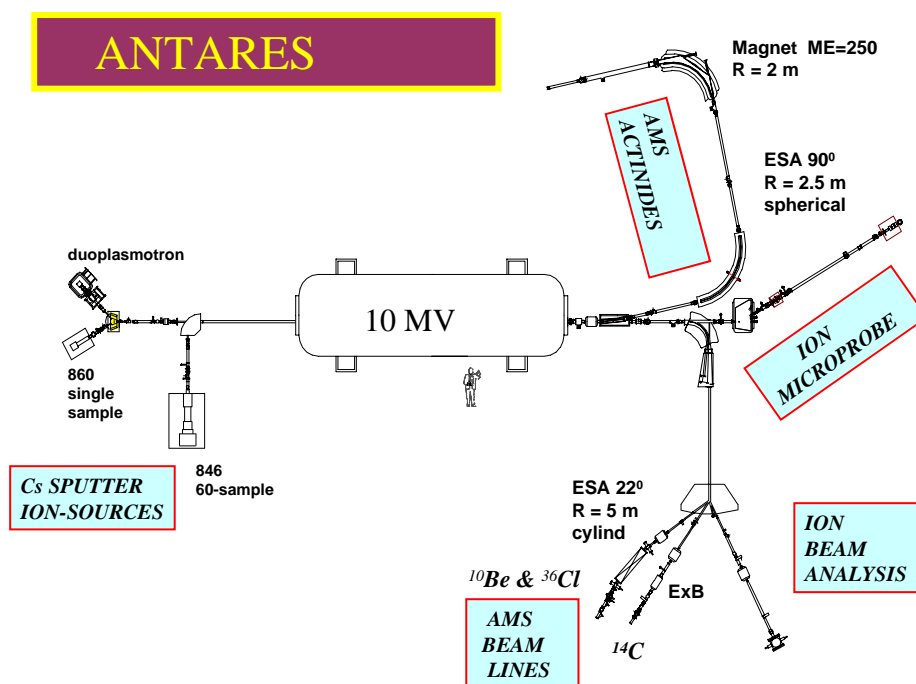 ANTARES
Magnet ME=250
R = 2 m
AMS
ACTINIDES
ESA 90⁰
R = 2.5 m
spherical
duoplasmotron
10 MV
860
single
sample
ION
MICROPROBE
846
60-sample
Cs SPUTTER
ION-SOURCES
ESA 22⁰
R = 5 m
cylind
ION
BEAM
ANALYSIS
¹⁰Be & ³⁶Cl
ExB
AMS
BEAM
LINES
¹⁴C